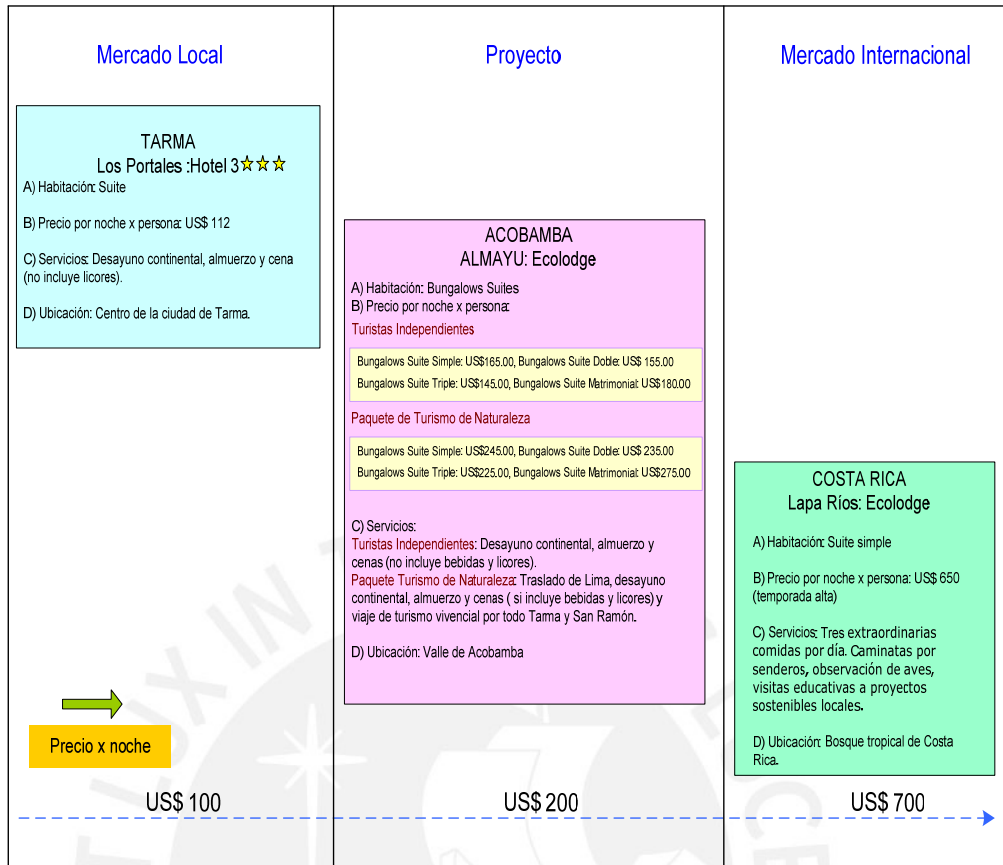 Mercado Local
TARMA
Los Portales :Hotel 3
A) Habitación: Suite
B) Precio por noche x persona: US$ 112
C) Servicios: Desayuno continental, almuerzo y cena
(no incluye licores).
D) Ubicación: Centro de la ciudad de Tarma.
Precio x noche
US$ 100
Proyecto
ACOBAMBA
ALMAYU: Ecolodge
A) Habitación: Bungalows Suites
B) Precio por noche x persona:
Turistas Independientes
Bungalows Suite Simple: US$165.00, Bungalows Suite Doble: US$ 155.00
Bungalows Suite Triple: US$145.00, Bungalows Suite Matrimonial: US$180.00
Paquete de Turismo de Naturaleza
Bungalows Suite Simple: US$245.00, Bungalows Suite Doble: US$ 235.00
Bungalows Suite Triple: US$225.00, Bungalows Suite Matrimonial: US$275.00
C) Servicios:
Turistas Independientes: Desayuno continental, almuerzo y
cenas (no incluye bebidas y licores).
Paquete Turismo de Naturaleza: Traslado de Lima, desayuno
continental, almuerzo y cenas ( si incluye bebidas y licores) y
viaje de turismo vivencial por todo Tarma y San Ramón.
D) Ubicación: Valle de Acobamba
US$ 200
Mercado Internacional
COSTA RICA
Lapa Ríos: Ecolodge
A) Habitación: Suite simple
B) Precio por noche x persona: US$ 650
(temporada alta)
C) Servicios: Tres extraordinarias
comidas por día. Caminatas por
senderos, observación de aves,
visitas educativas a proyectos
sostenibles locales.
D) Ubicación: Bosque tropical de Costa
Rica.
US$ 700